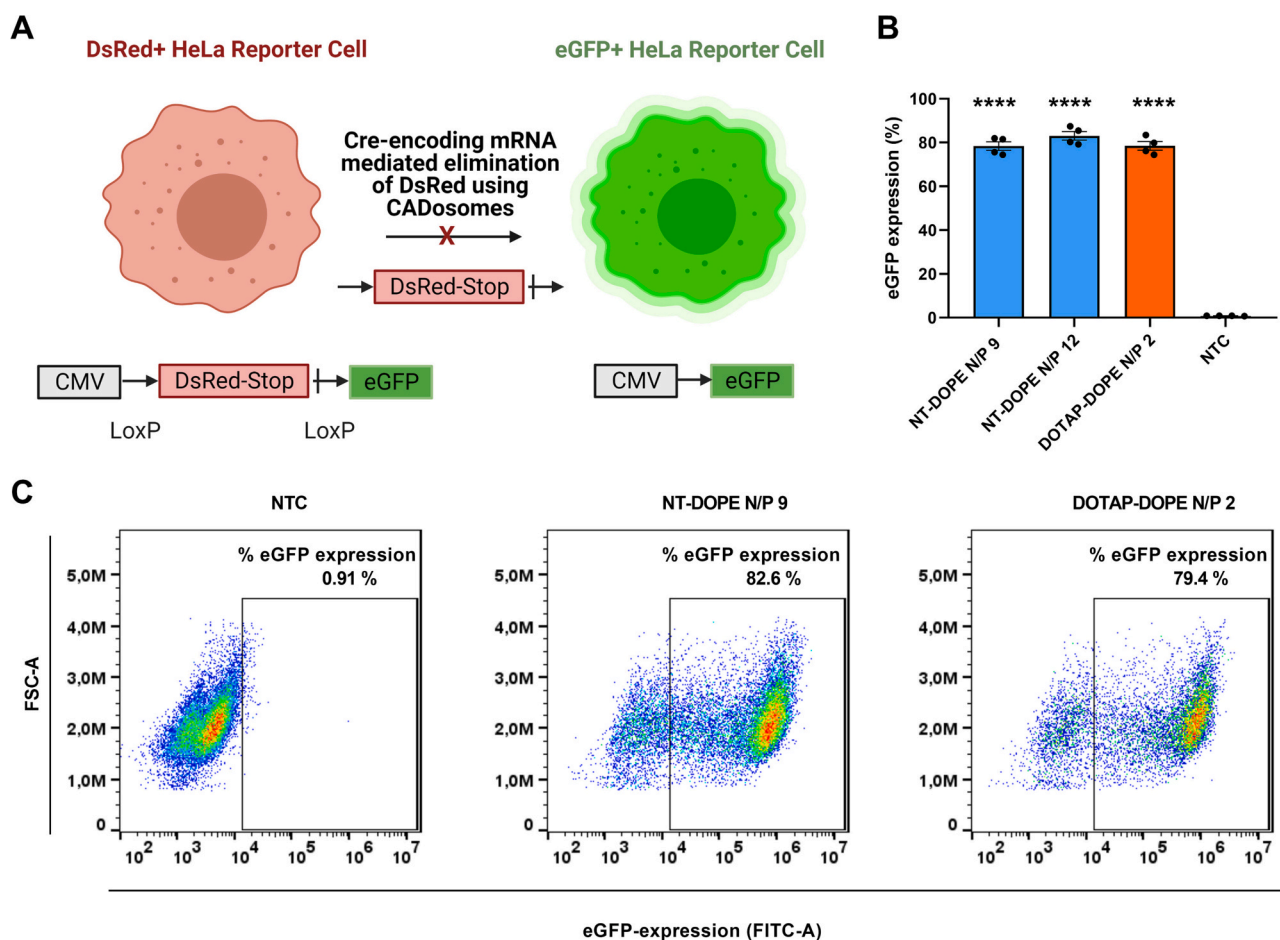 A
DsRed+ HeLa Reporter Cell
eGFP+ HeLa Reporter Cell
Cre-encoding mRNA
mediated elimination
of DsRed using
CADosomes
X
DsRed-Stop
CMV
DsRed-Stop
eGFP
LoxP
LoxP
CMV
eGFP
B
eGFP expression (%)
100
80
60
40
20
0
****
****
****
NT-DOPE N/P 9
NT-DOPE N/P 12
DOTAP-DOPE N/P 2
NTC
C
FSC-A
NTC
% eGFP expression
0.91 %
5,0M
4,0M
3,0M
2,0M
1,0M
0
10² 10³ 10⁴ 10⁵ 10⁶ 10⁷
NT-DOPE N/P 9
% eGFP expression
82.6 %
5,0M
4,0M
3,0M
2,0M
1,0M
0
10² 10³ 10⁴ 10⁵ 10⁶ 10⁷
DOTAP-DOPE N/P 2
% eGFP expression
79.4 %
5,0M
4,0M
3,0M
2,0M
1,0M
0
10² 10³ 10⁴ 10⁵ 10⁶ 10⁷
eGFP-expression (FITC-A)